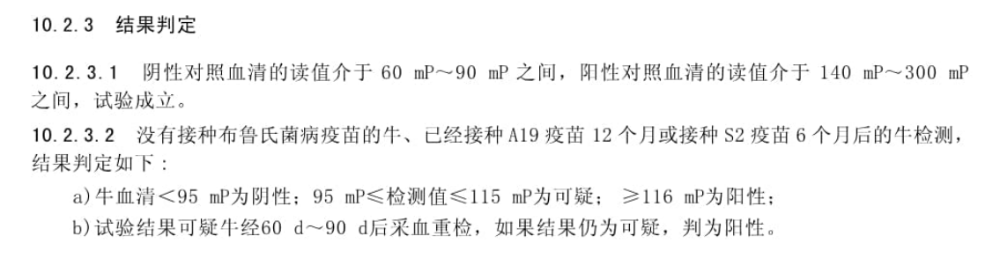 10.2.3 结果判定
10.2.3.1 阴性对照血清的读值介于 60 mP～90 mP 之间，阳性对照血清的读值介于 140 mP～300 mP
之间，试验成立。
10.2.3.2 没有接种布鲁氏菌病疫苗的牛、已经接种 A19 疫苗 12 个月或接种 S2 疫苗 6 个月后的牛检测，
结果判定如下：
a)牛血清＜95 mP为阴性；95 mP≤检测值≤115 mP为可疑； ≥116 mP为阳性；
b)试验结果可疑牛经60 d～90 d后采血重检，如果结果仍为可疑，判为阳性。